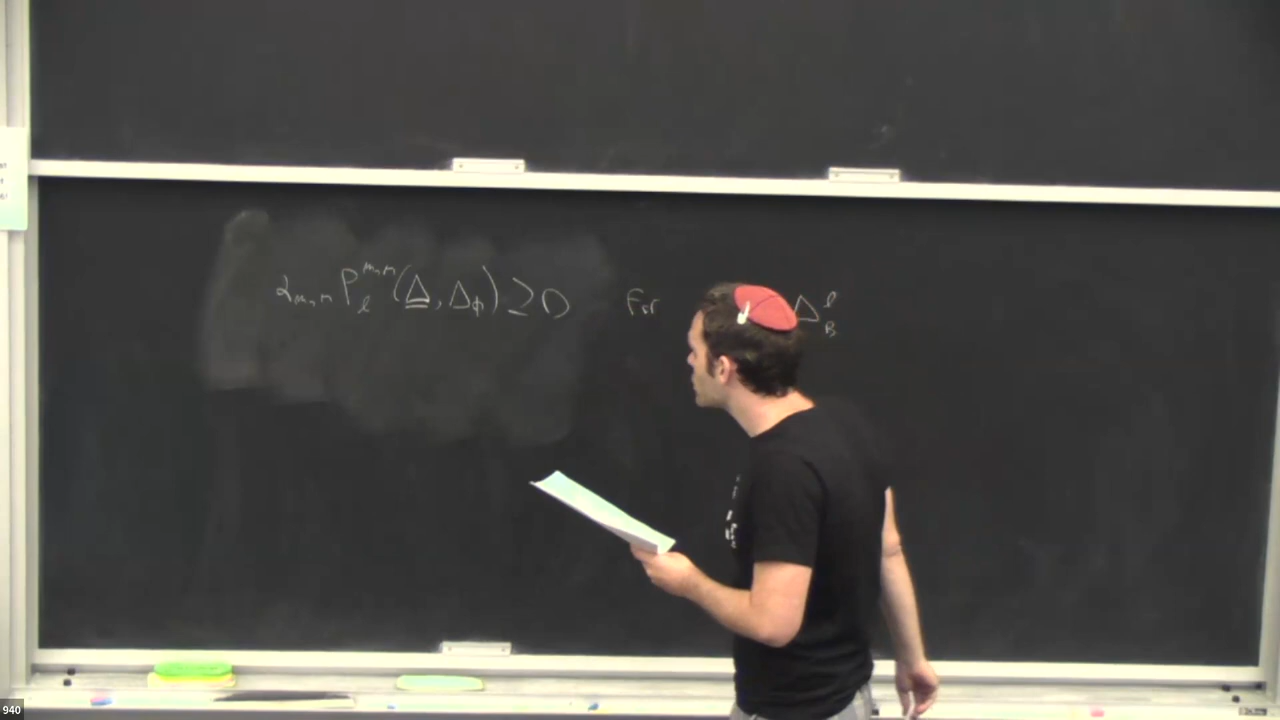 α_{m,n} P_ℓ^{m,n}(Δ, Δ_φ) ≥ 0 For Δ_B^ℓ
940